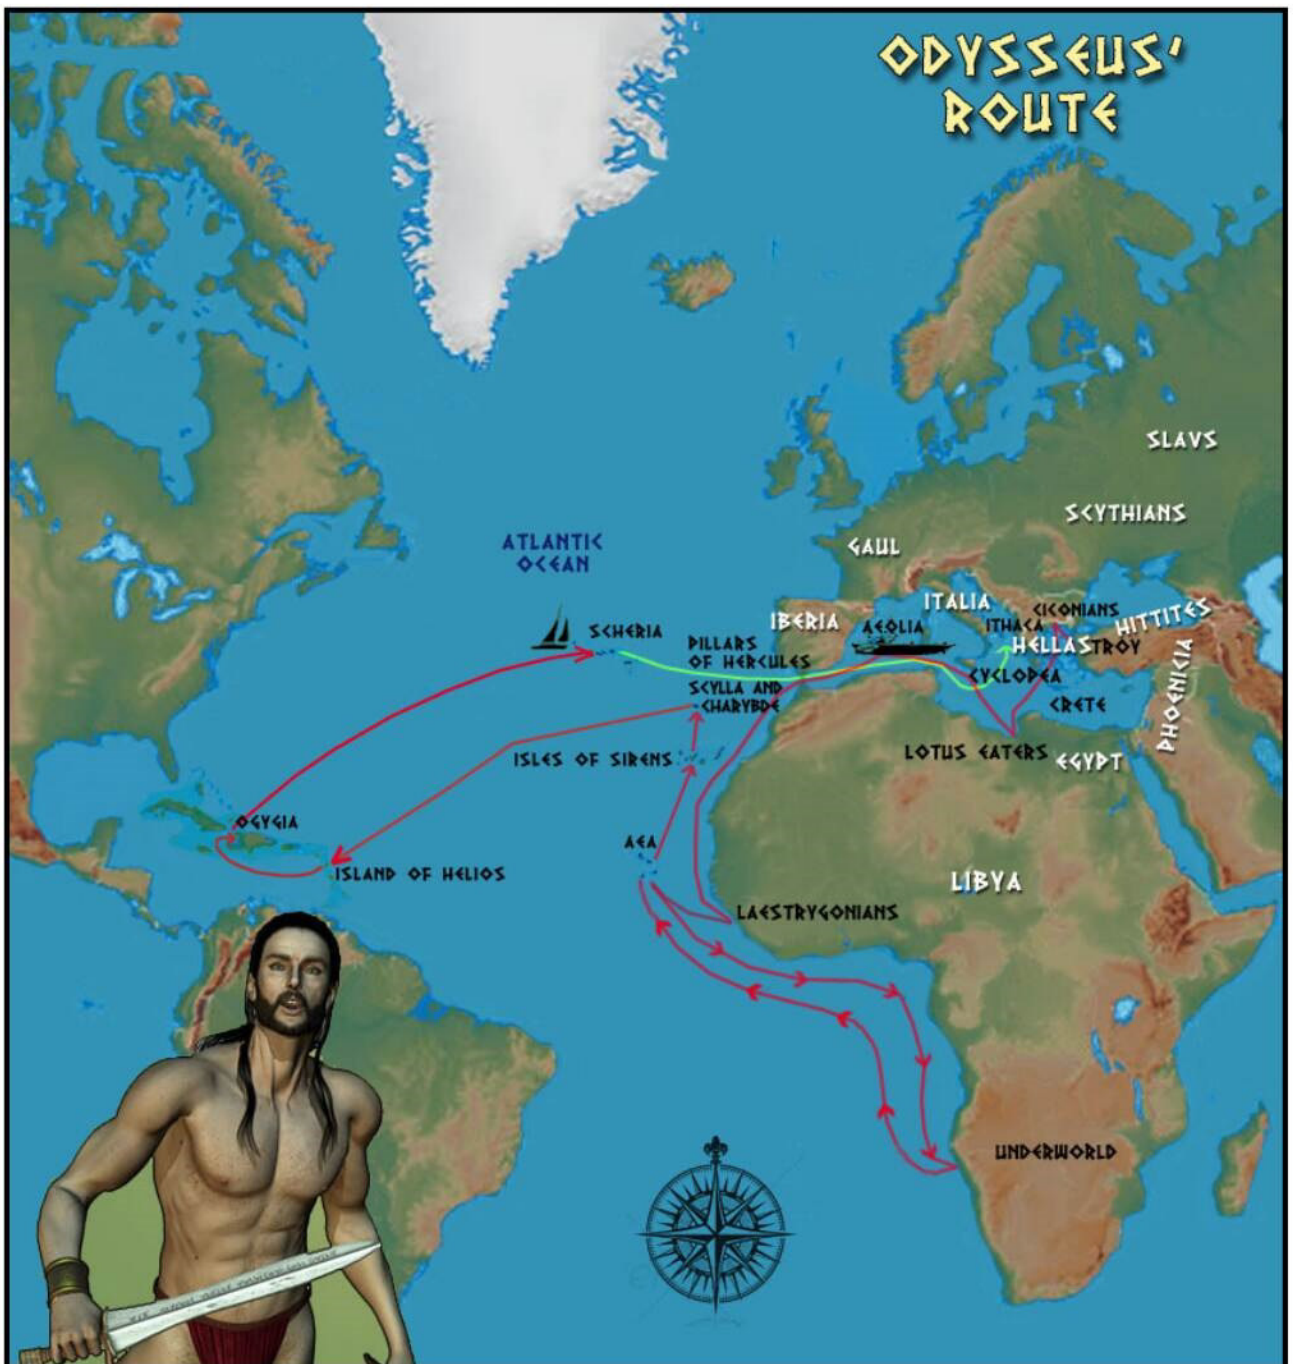 ODYSSEUS'
ROUTE
SLAVS
SCYTHIANS
GAUL
ATLANTIC
OCEAN
ITALIA
CICONIANS
HITTITES
IBERIA
AEOLIA
ITHACA
SCHERIA
PILLARS
OF HERCULES
HELLAS
TROY
PHOENICIA
CYCLOPEA
SCYLLA AND
CHARYBDE
CRETE
LOTUS EATERS
EGYPT
ISLES OF SIRENS
OGYGIA
AEA
ISLAND OF HELIOS
LIBYA
LAESTRYGONIANS
UNDERWORLD